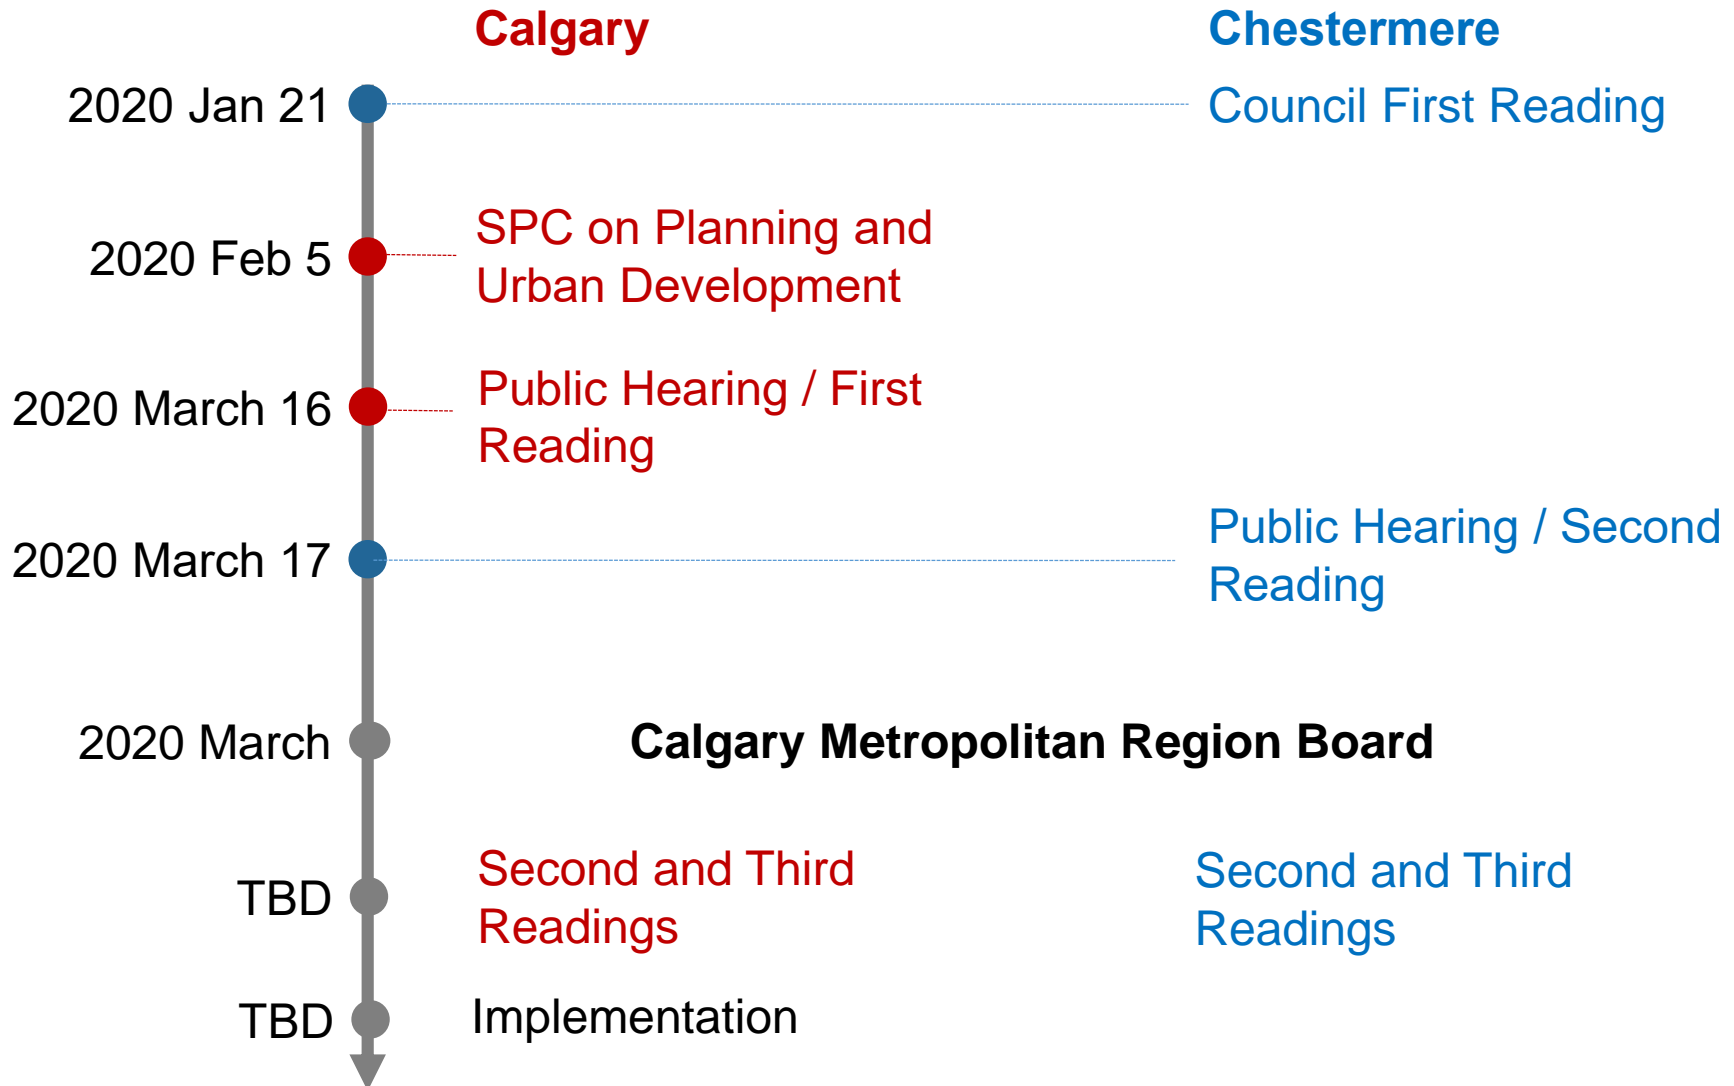 Calgary
Chestermere
2020 Jan 21
Council First Reading
2020 Feb 5
SPC on Planning and
Urban Development
2020 March 16
Public Hearing / First
Reading
2020 March 17
Public Hearing / Second
Reading
2020 March
Calgary Metropolitan Region Board
TBD
Second and Third
Readings
Second and Third
Readings
TBD
Implementation